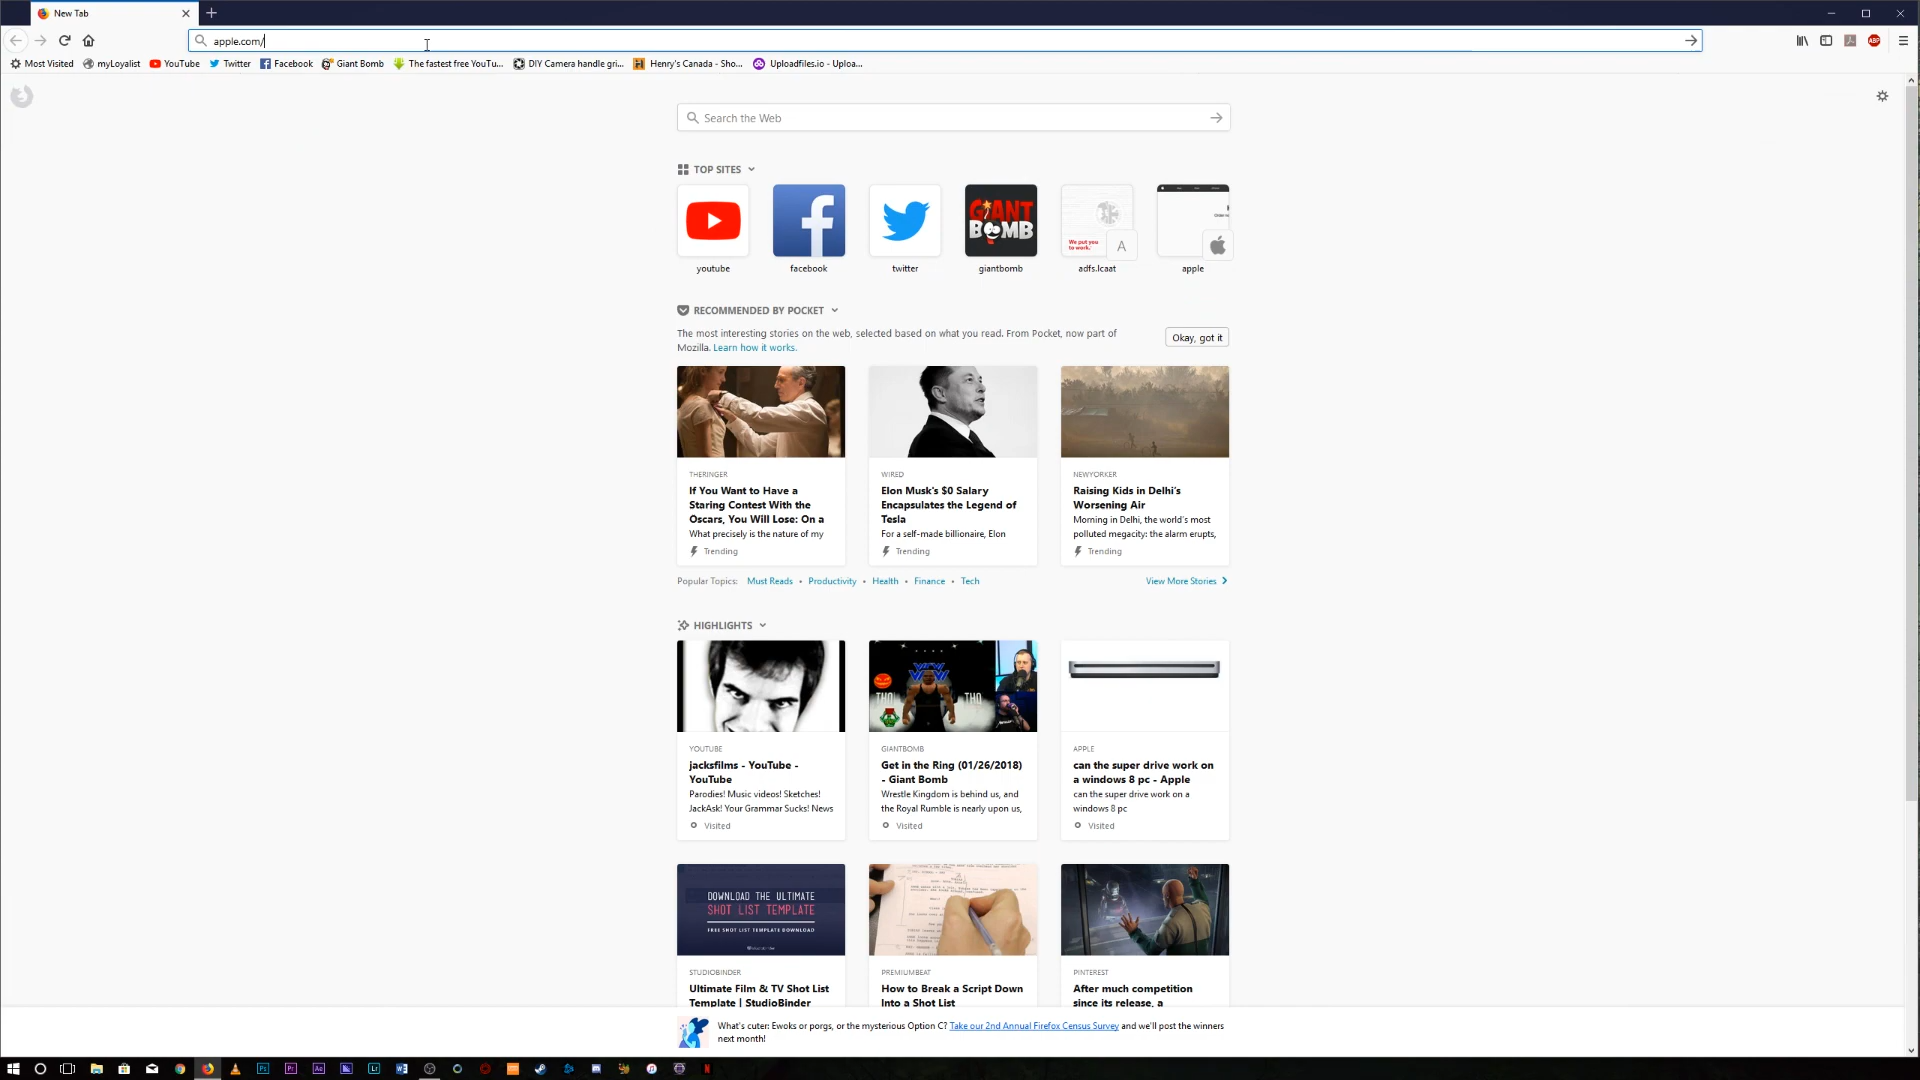 New Tab
apple.com/
Most Visited myLoyalist YouTube Twitter Facebook Giant Bomb The fastest free YouTu... DIY Camera handle gri... Henry's Canada - Sho... Uploadfiles.io - Uploa...
Search the Web
TOP SITES
We put you
to work.
A
GIANT
BOMB
youtube facebook twitter giantbomb adfs.lcaat apple
RECOMMENDED BY POCKET
The most interesting stories on the web, selected based on what you read. From Pocket, now part of
Mozilla. Learn how it works.
Okay, got it
THERINGER
If You Want to Have a
Staring Contest With the
Oscars, You Will Lose: On a
What precisely is the nature of my
Trending
WIRED
Elon Musk's $0 Salary
Encapsulates the Legend of
Tesla
For a self-made billionaire, Elon
Trending
NEWYORKER
Raising Kids in Delhi's
Worsening Air
Morning in Delhi, the world's most
polluted megacity: the alarm erupts,
Trending
Popular Topics: Must Reads • Productivity • Health • Finance • Tech
View More Stories
HIGHLIGHTS
THQ
YOUTUBE
jacksfilms - YouTube -
YouTube
Parodies! Music videos! Sketches!
JackAsk! Your Grammar Sucks! News
Visited
GIANTBOMB
Get in the Ring (01/26/2018)
- Giant Bomb
Wrestle Kingdom is behind us, and
the Royal Rumble is nearly upon us,
Visited
APPLE
can the super drive work on
a windows 8 pc - Apple
can the super drive work on a
windows 8 pc
Visited
DOWNLOAD THE ULTIMATE
SHOT LIST TEMPLATE
FREE SHOT LIST TEMPLATE DOWNLOAD
STUDIOBINDER
Ultimate Film & TV Shot List
Template | StudioBinder
PREMIUMBEAT
How to Break a Script Down
Into a Shot List
PINTEREST
After much competition
since its release, a
What's cuter: Ewoks or porgs, or the mysterious Option C? Take our 2nd Annual Firefox Census Survey and we'll post the winners
next month!